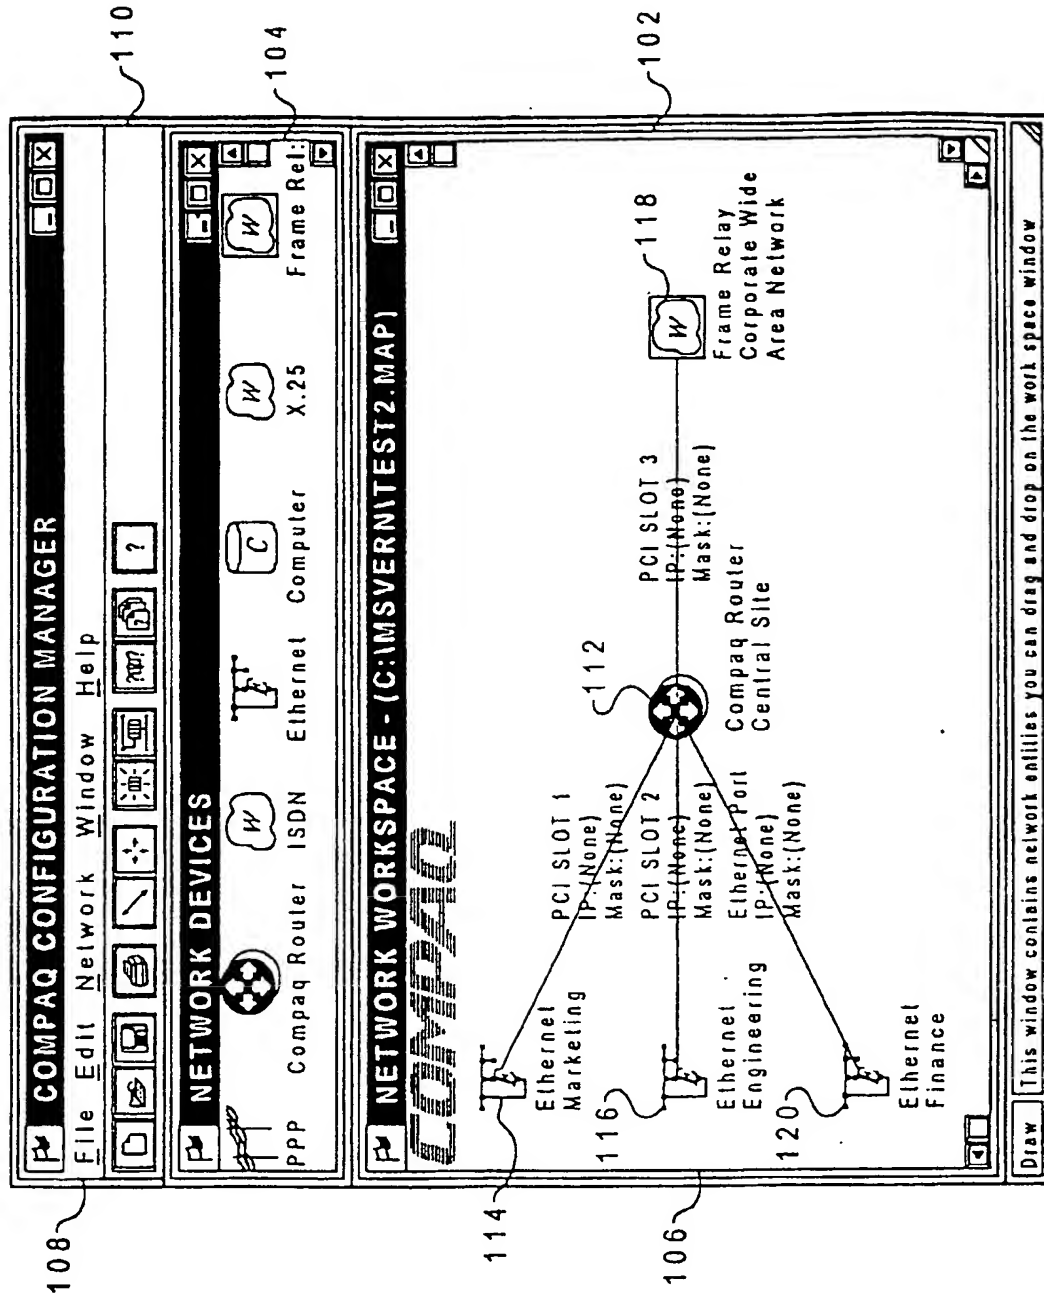 108
110
COMPAQ CONFIGURATION MANAGER
File Edit Network Window Help
?
104
NETWORK DEVICES
PPP
Compaq Router
ISDN
Ethernet
Computer
X.25
Frame Rel:
W
E
C
W
W
102
NETWORK WORKSPACE - (C:\MSVERN\TEST2.MAP)
COMPAQ
114
Ethernet
Marketing
PCI SLOT 1
IP:(None)
Mask:(None)
116
Ethernet
Engineering
PCI SLOT 2
IP:(None)
Mask:(None)
120
Ethernet
Finance
Ethernet Port
IP:(None)
Mask:(None)
112
Compaq Router
Central Site
PCI SLOT 3
IP:(None)
Mask:(None)
118
W
Frame Relay
Corporate Wide
Area Network
106
Draw
This window contains network entities you can drag and drop on the work space window